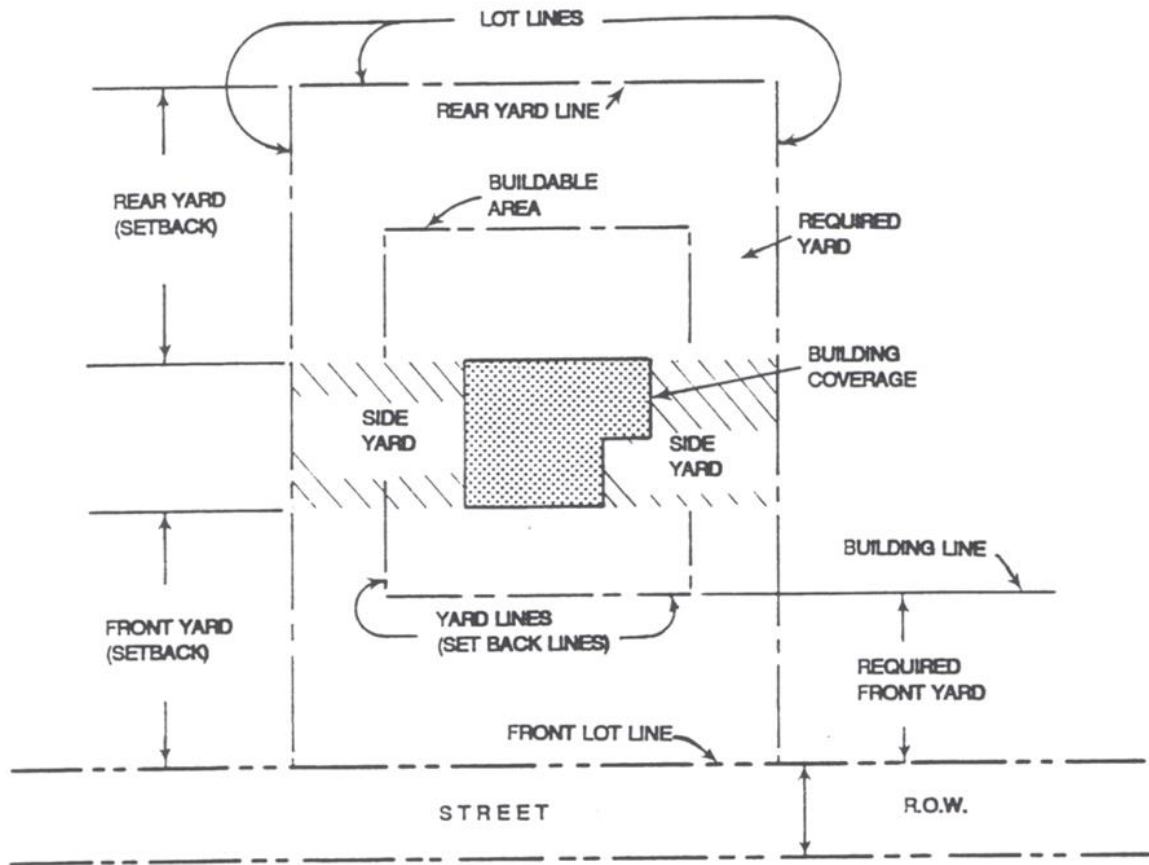 LOT LINES
REAR YARD LINE
BUILDABLE
AREA
REAR YARD
(SETBACK)
REQUIRED
YARD
BUILDING
COVERAGE
SIDE
YARD
SIDE
YARD
BUILDING LINE
YARD LINES
(SET BACK LINES)
FRONT YARD
(SETBACK)
REQUIRED
FRONT YARD
FRONT LOT LINE
STREET
R.O.W.